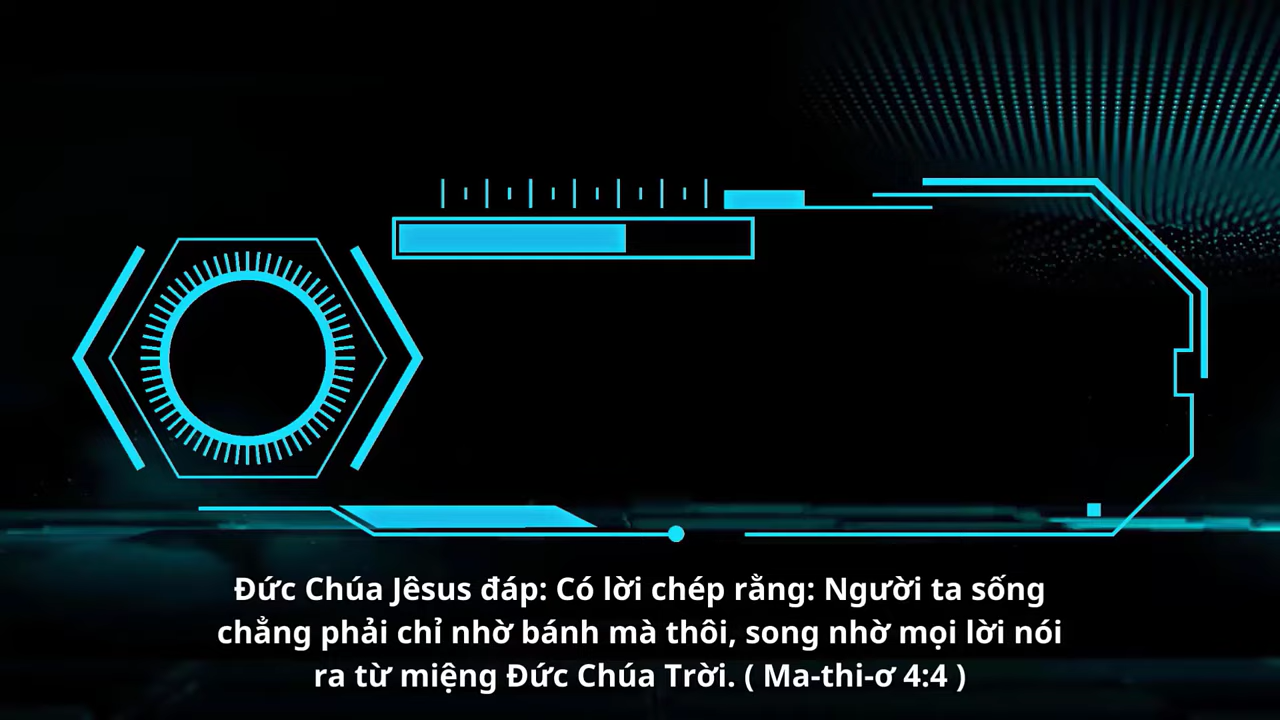 Đức Chúa Jêsus đáp: Có lời chép rằng: Người ta sống
chẳng phải chỉ nhờ bánh mà thôi, song nhờ mọi lời nói
ra từ miệng Đức Chúa Trời. ( Ma-thi-ơ 4:4 )